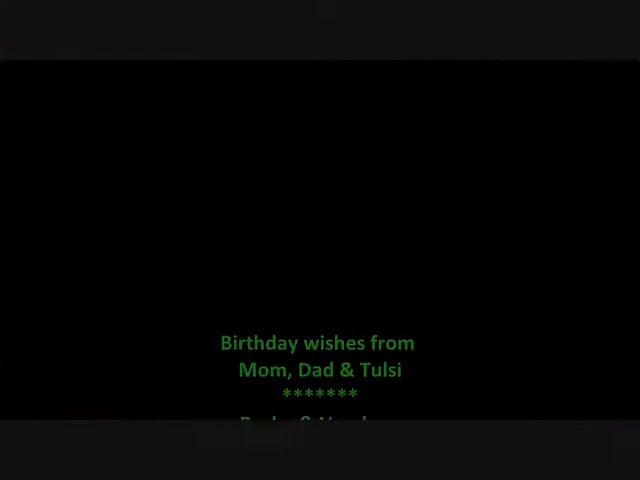 Birthday wishes from
Mom, Dad & Tulsi
*******